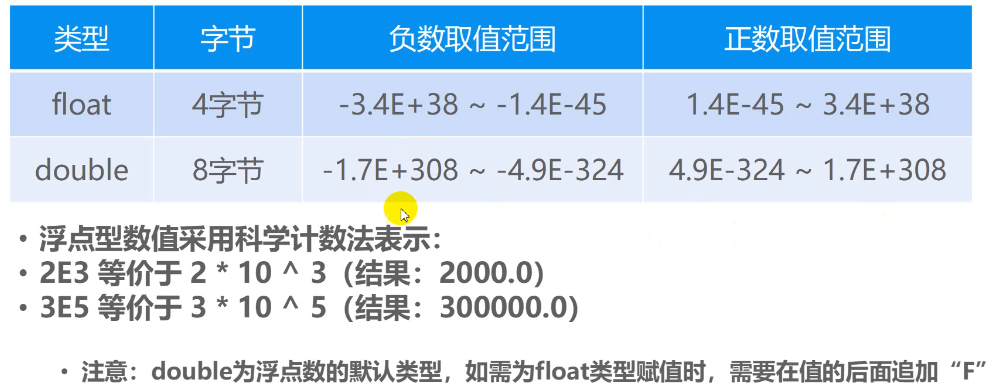 类型 字节 负数取值范围 正数取值范围
float 4字节 -3.4E+38 ~ -1.4E-45 1.4E-45 ~ 3.4E+38
double 8字节 -1.7E+308 ~ -4.9E-324 4.9E-324 ~ 1.7E+308
• 浮点型数值采用科学计数法表示：
• 2E3 等价于 2 * 10 ^ 3（结果：2000.0）
• 3E5 等价于 3 * 10 ^ 5（结果：300000.0）
• 注意：double为浮点数的默认类型，如需为float类型赋值时，需要在值的后面追加“F”